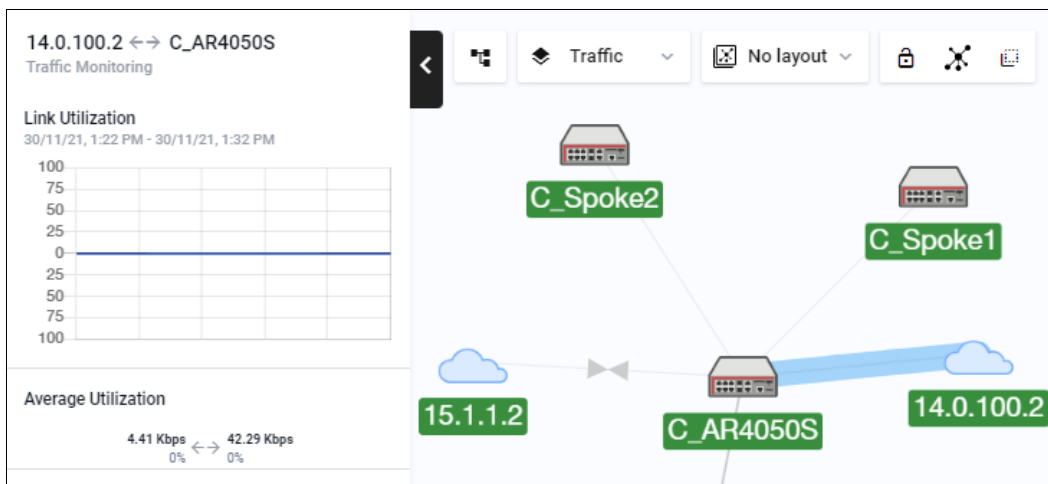 14.0.100.2 ←→ C_AR4050S
Traffic Monitoring
Link Utilization
30/11/21, 1:22 PM - 30/11/21, 1:32 PM
100
75
50
25
0
25
50
75
100
Average Utilization
4.41 Kbps ←→ 42.29 Kbps
0% 0%
Traffic
No layout
C_Spoke2
C_Spoke1
15.1.1.2
C_AR4050S
14.0.100.2